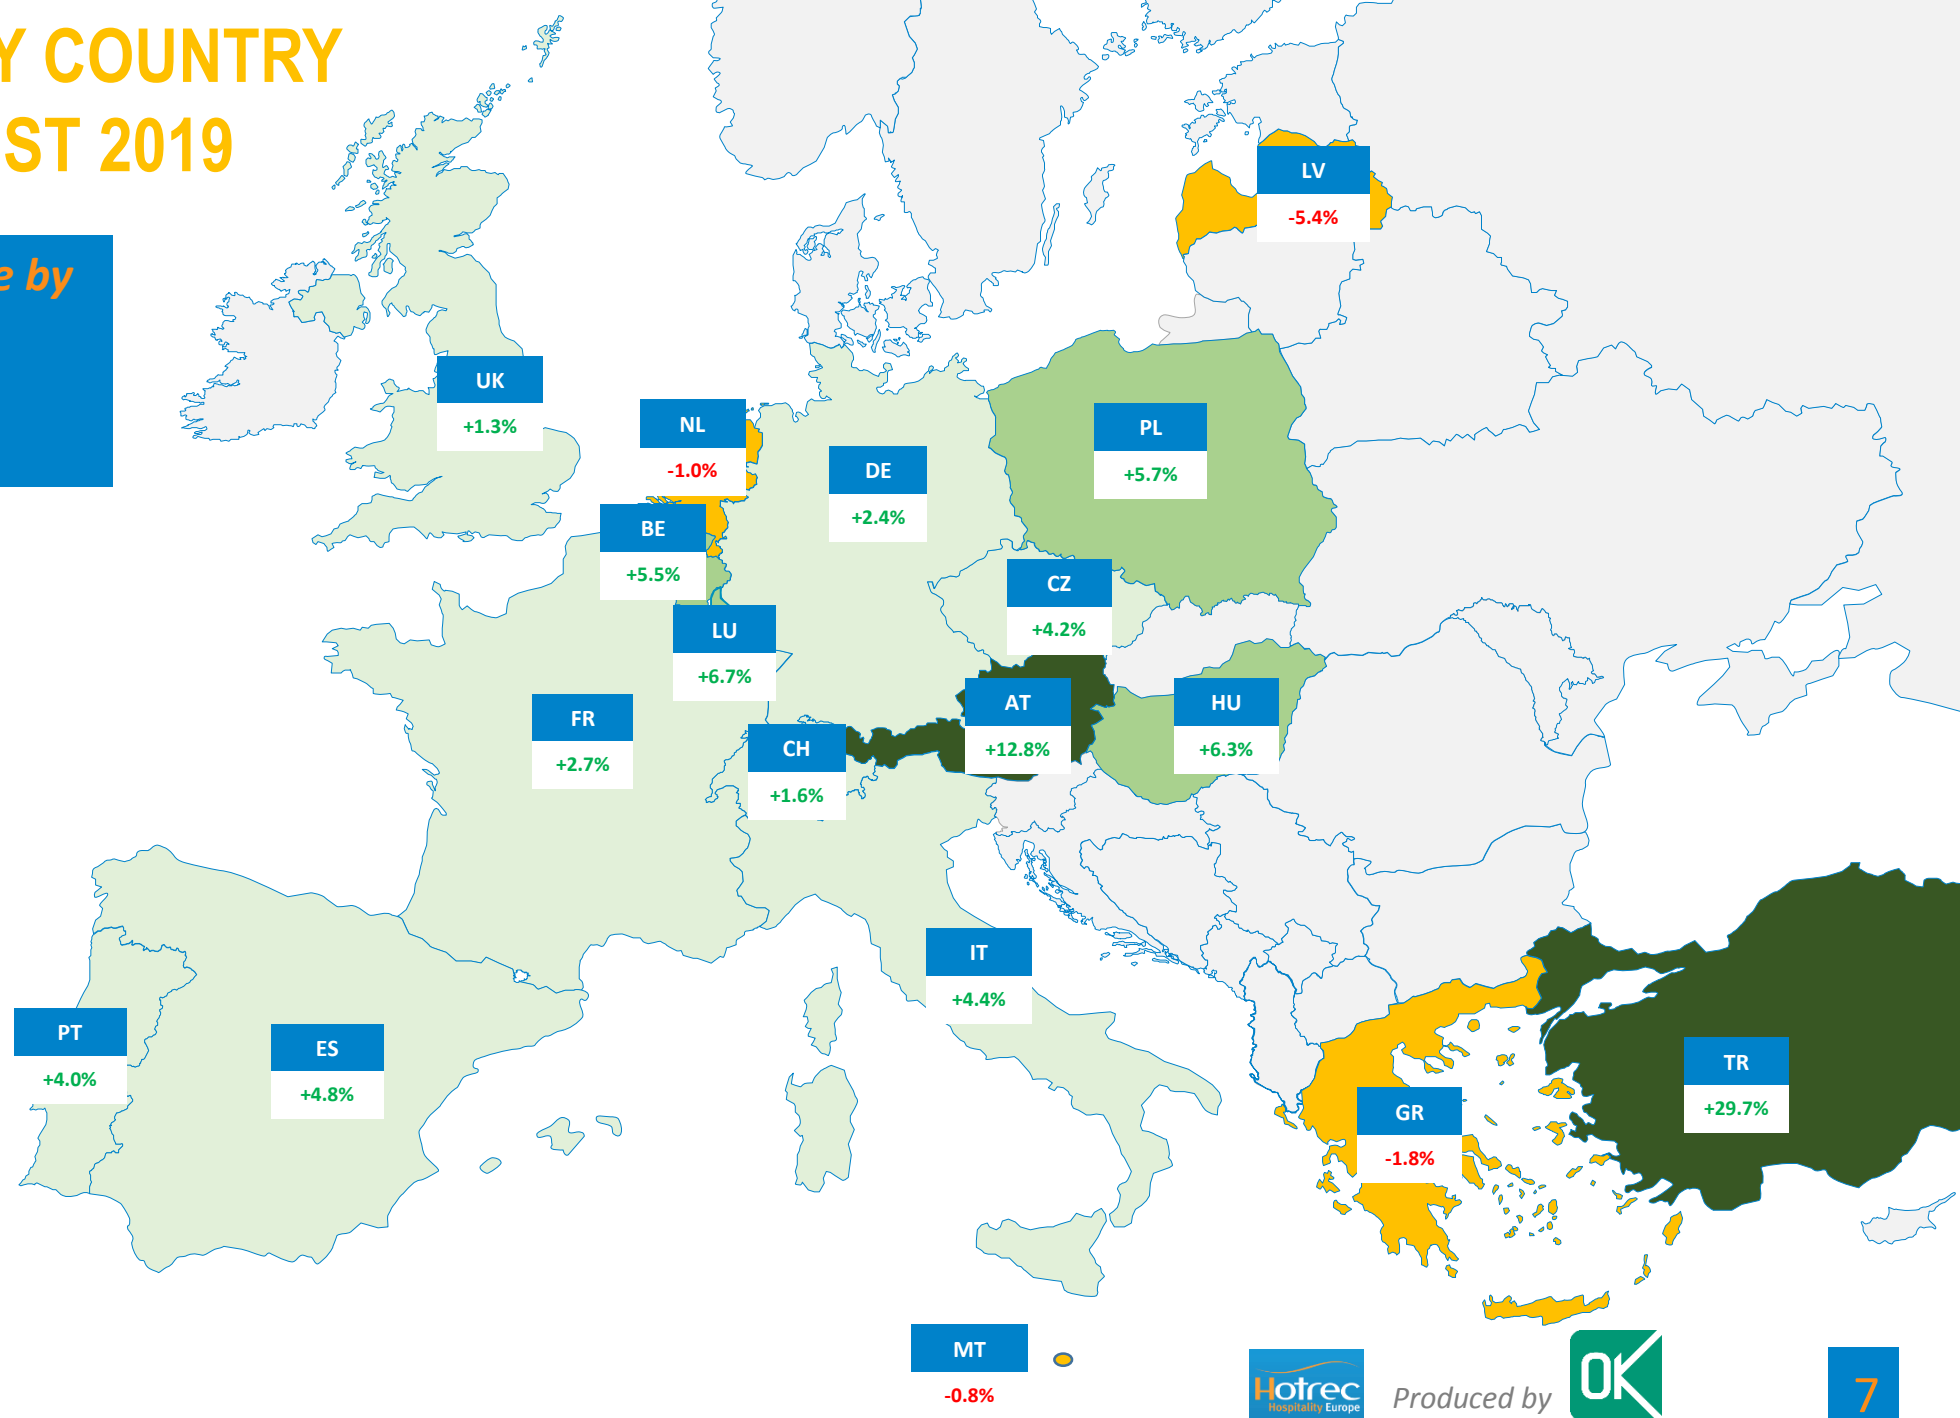 Y COUNTRY
ST 2019
e by
LV
-5.4%
UK
+1.3%
NL
-1.0%
PL
+5.7%
DE
+2.4%
BE
+5.5%
CZ
+4.2%
LU
+6.7%
AT
+12.8%
HU
+6.3%
FR
+2.7%
CH
+1.6%
IT
+4.4%
PT
+4.0%
ES
+4.8%
TR
+29.7%
GR
-1.8%
MT
-0.8%
Hotrec
Hospitality Europe
Produced by
OK
7